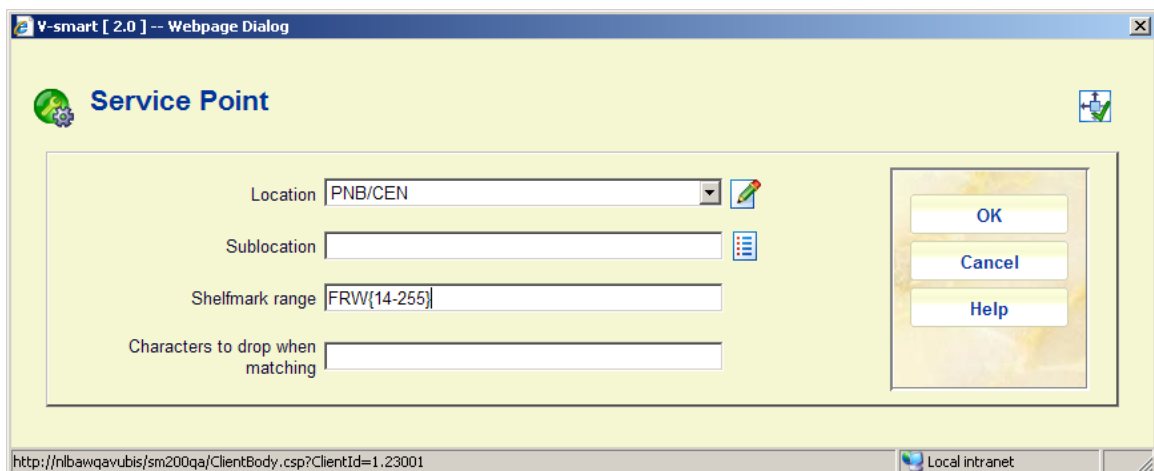 V-smart [ 2.0 ] -- Webpage Dialog
Service Point
Location PNB/CEN
Sublocation
Shelfmark range FRW{14-255}
Characters to drop when
matching
OK
Cancel
Help
http://nlbawqavubis/sm200qa/ClientBody.csp?ClientId=1.23001
Local intranet